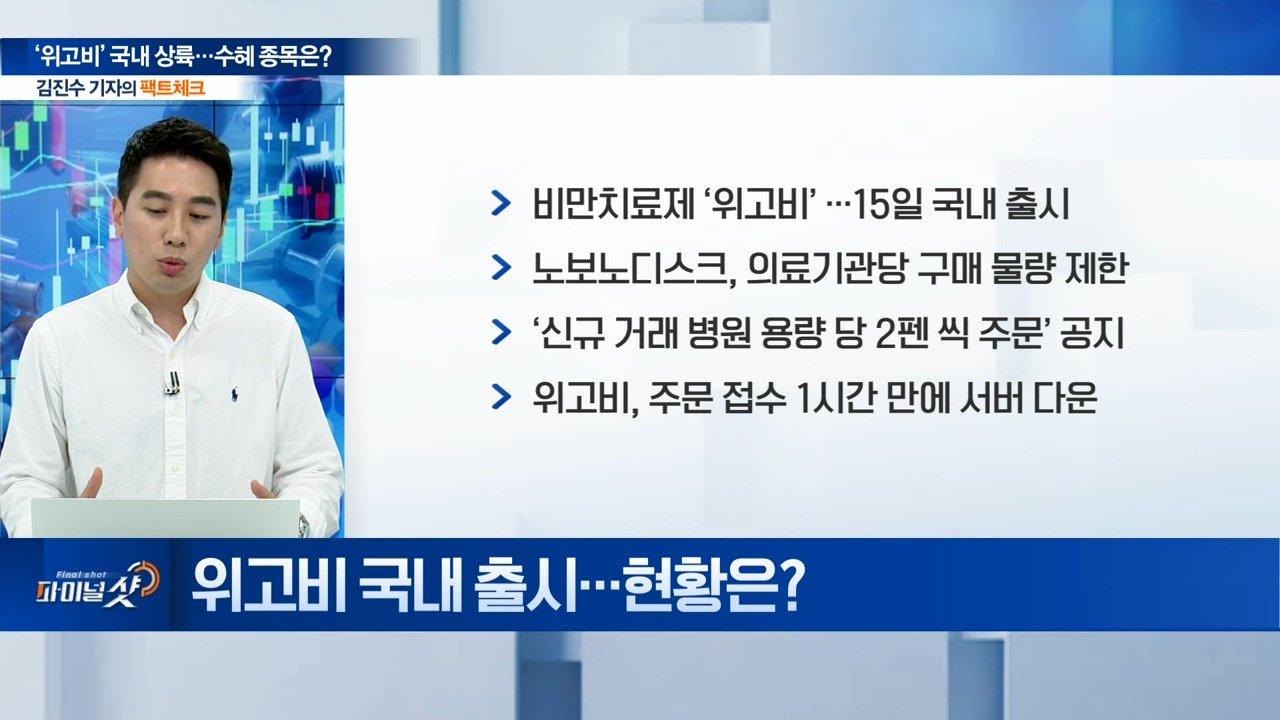 ‘위고비’ 국내 상륙…수혜 종목은?
김진수 기자의 팩트체크
비만치료제 ‘위고비’ …15일 국내 출시
노보노디스크, 의료기관당 구매 물량 제한
‘신규 거래 병원 용량 당 2펜 씩 주문’ 공지
위고비, 주문 접수 1시간 만에 서버 다운
Final shot
파이널샷
위고비 국내 출시…현황은?